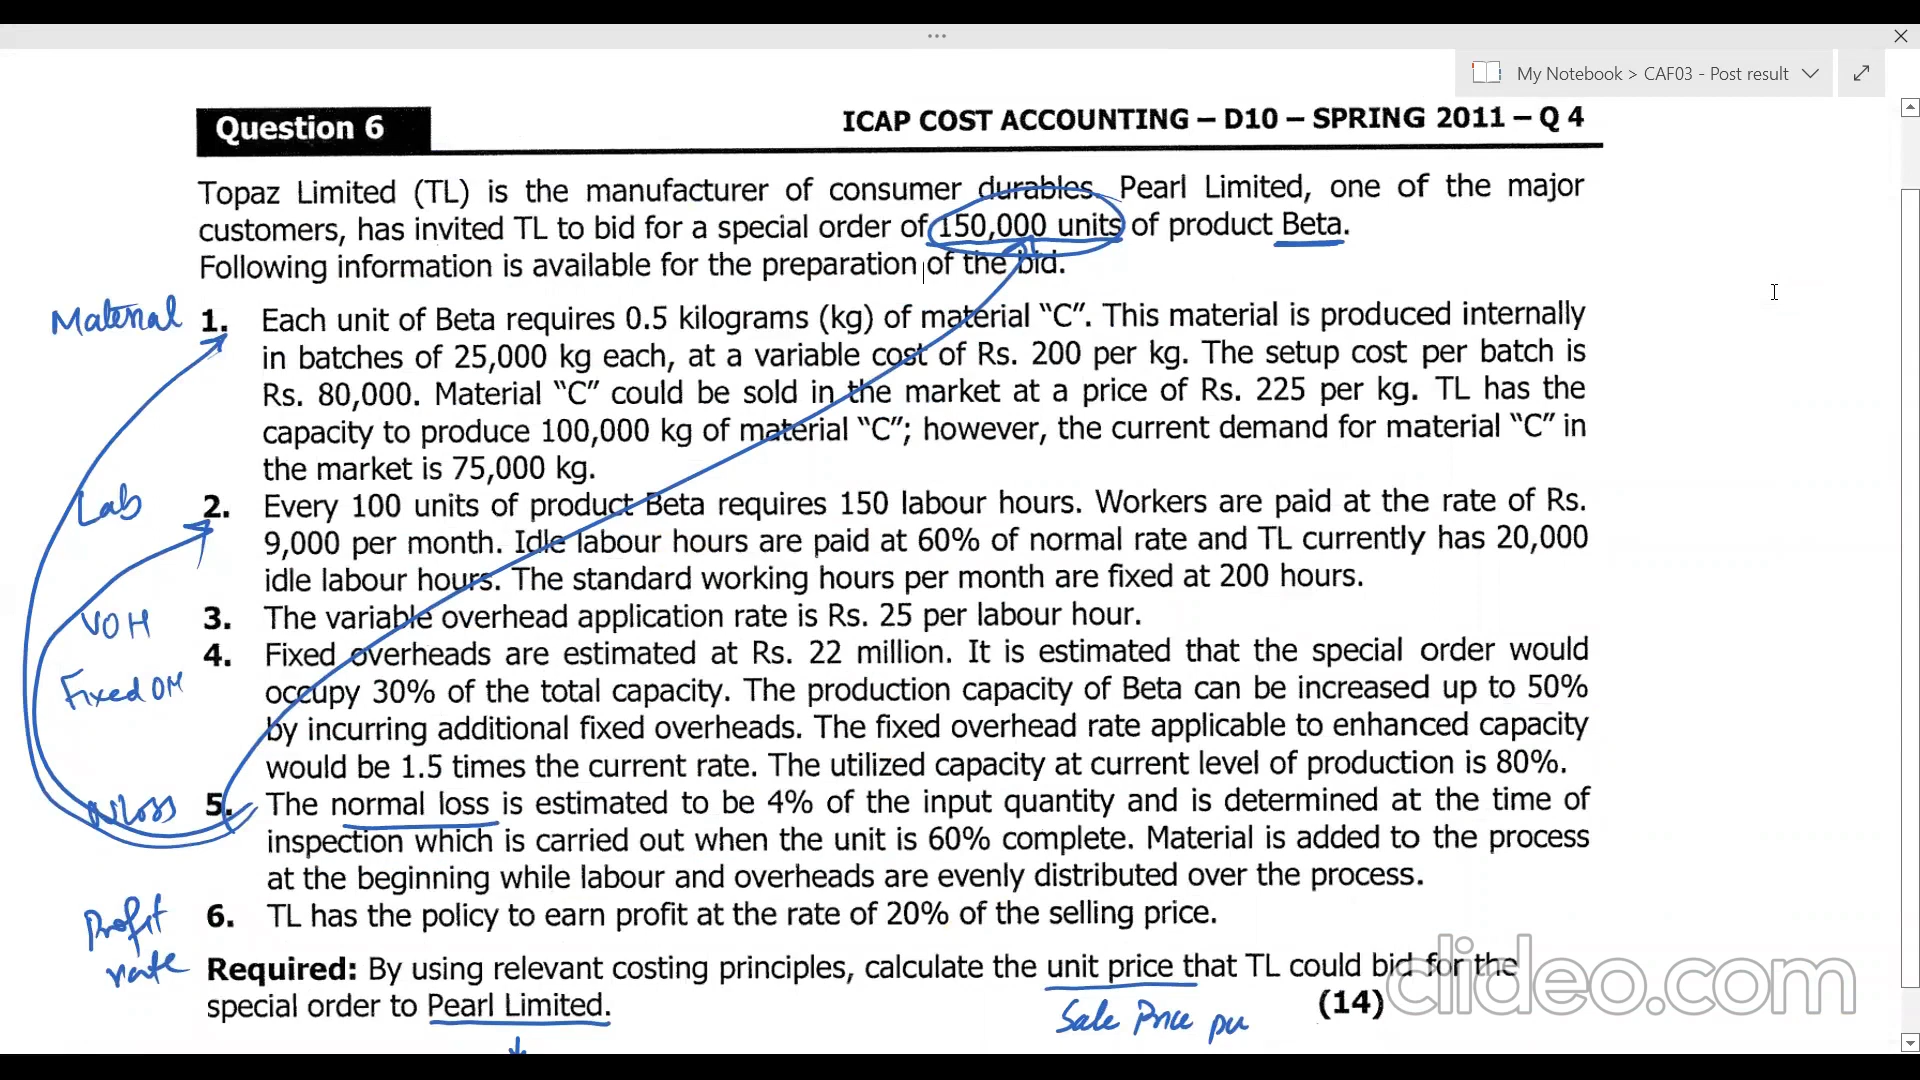 My Notebook > CAF03 - Post result
Question 6
ICAP COST ACCOUNTING – D10 – SPRING 2011 – Q 4
Topaz Limited (TL) is the manufacturer of consumer durables. Pearl Limited, one of the major
customers, has invited TL to bid for a special order of 150,000 units of product Beta.
Following information is available for the preparation of the bid.
Material
1. Each unit of Beta requires 0.5 kilograms (kg) of material “C”. This material is produced internally
in batches of 25,000 kg each, at a variable cost of Rs. 200 per kg. The setup cost per batch is
Rs. 80,000. Material “C” could be sold in the market at a price of Rs. 225 per kg. TL has the
capacity to produce 100,000 kg of material “C”; however, the current demand for material “C” in
the market is 75,000 kg.
Lab
2. Every 100 units of product Beta requires 150 labour hours. Workers are paid at the rate of Rs.
9,000 per month. Idle labour hours are paid at 60% of normal rate and TL currently has 20,000
idle labour hours. The standard working hours per month are fixed at 200 hours.
VOH
3. The variable overhead application rate is Rs. 25 per labour hour.
4. Fixed overheads are estimated at Rs. 22 million. It is estimated that the special order would
Fixed OH
occupy 30% of the total capacity. The production capacity of Beta can be increased up to 50%
by incurring additional fixed overheads. The fixed overhead rate applicable to enhanced capacity
would be 1.5 times the current rate. The utilized capacity at current level of production is 80%.
NLoss
5. The normal loss is estimated to be 4% of the input quantity and is determined at the time of
inspection which is carried out when the unit is 60% complete. Material is added to the process
at the beginning while labour and overheads are evenly distributed over the process.
Profit
rate
6. TL has the policy to earn profit at the rate of 20% of the selling price.
Required: By using relevant costing principles, calculate the unit price that TL could bid for the
special order to Pearl Limited.
(14)
Sale Price pu
clideo.com